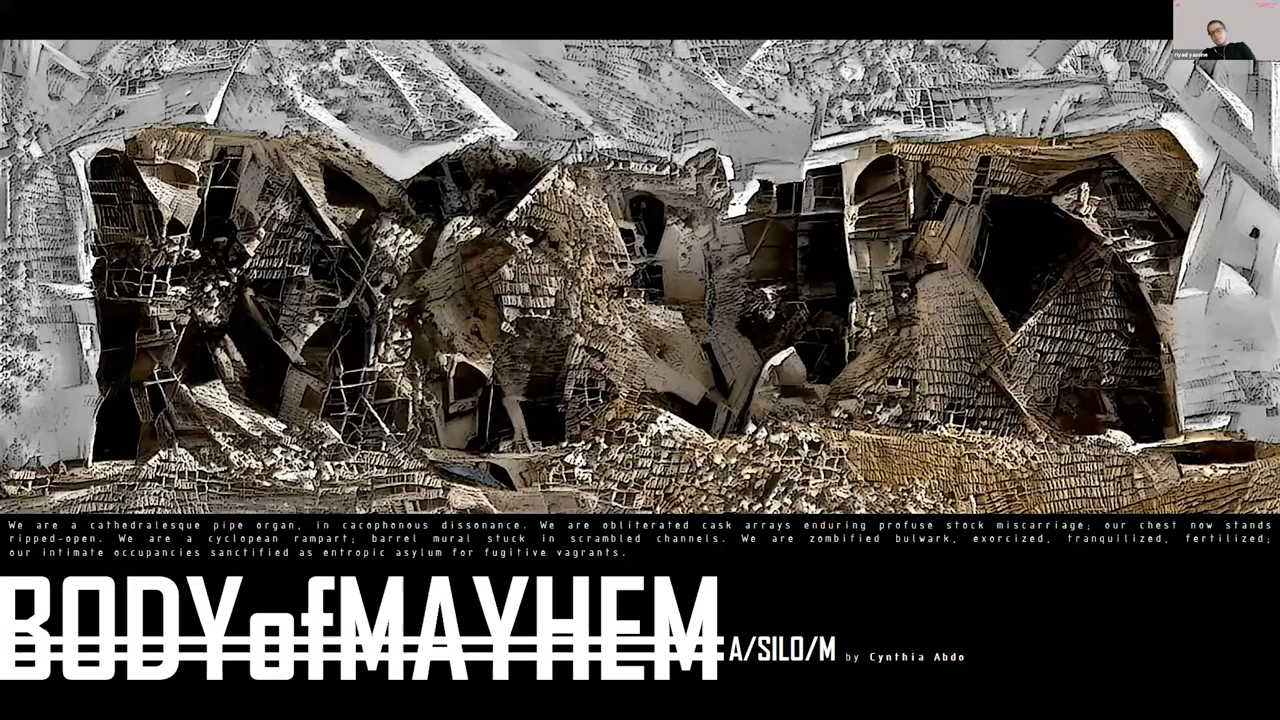 riyad yassine
We are a cathedralesque pipe organ, in cacophonous dissonance. We are obliterated cask arrays enduring profuse stock miscarriage; our chest now stands
ripped-open. We are a cyclopean rampart; barrel mural stuck in scrambled channels. We are zombified bulwark, exorcized, tranquilized, fertilized;
our intimate occupancies sanctified as entropic asylum for fugitive vagrants.
BODYofMAYHEM
A/SILO/M by Cynthia Abdo